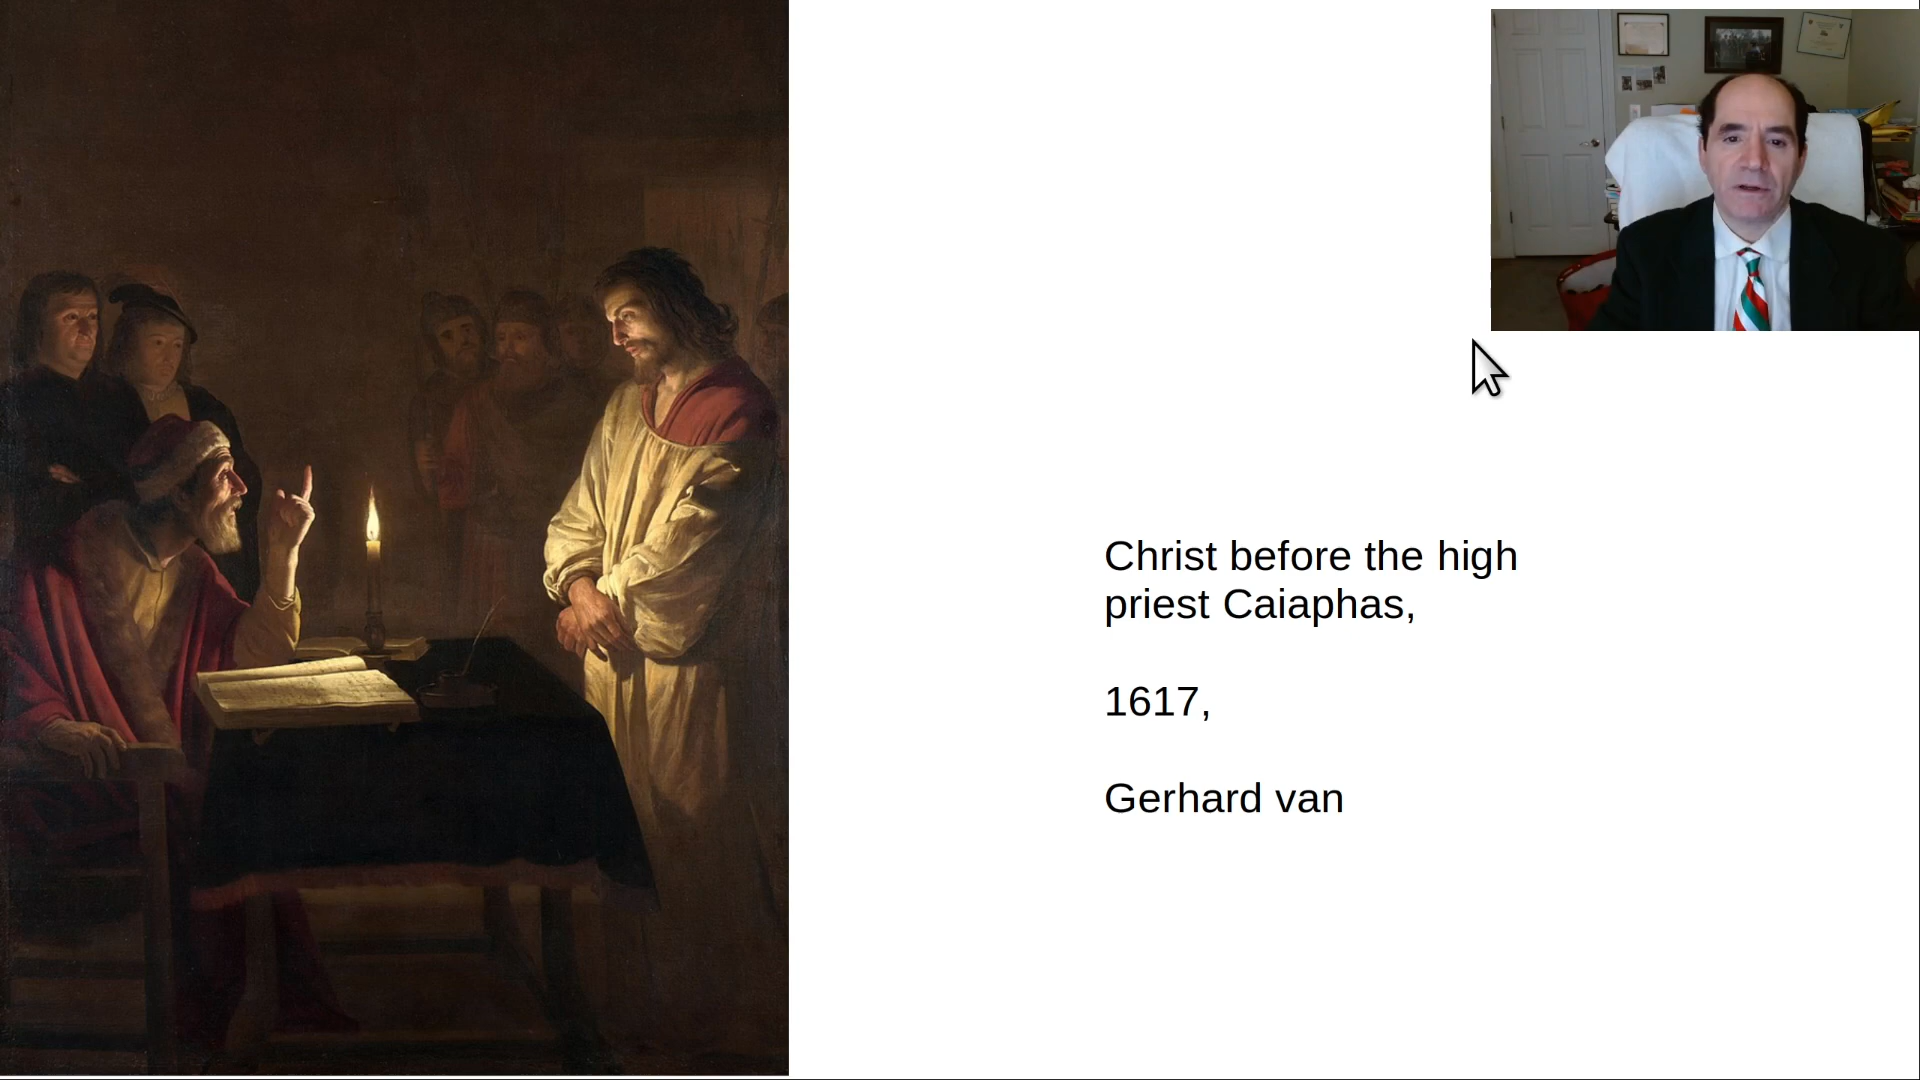 Christ before the high
priest Caiaphas,
1617,
Gerhard van